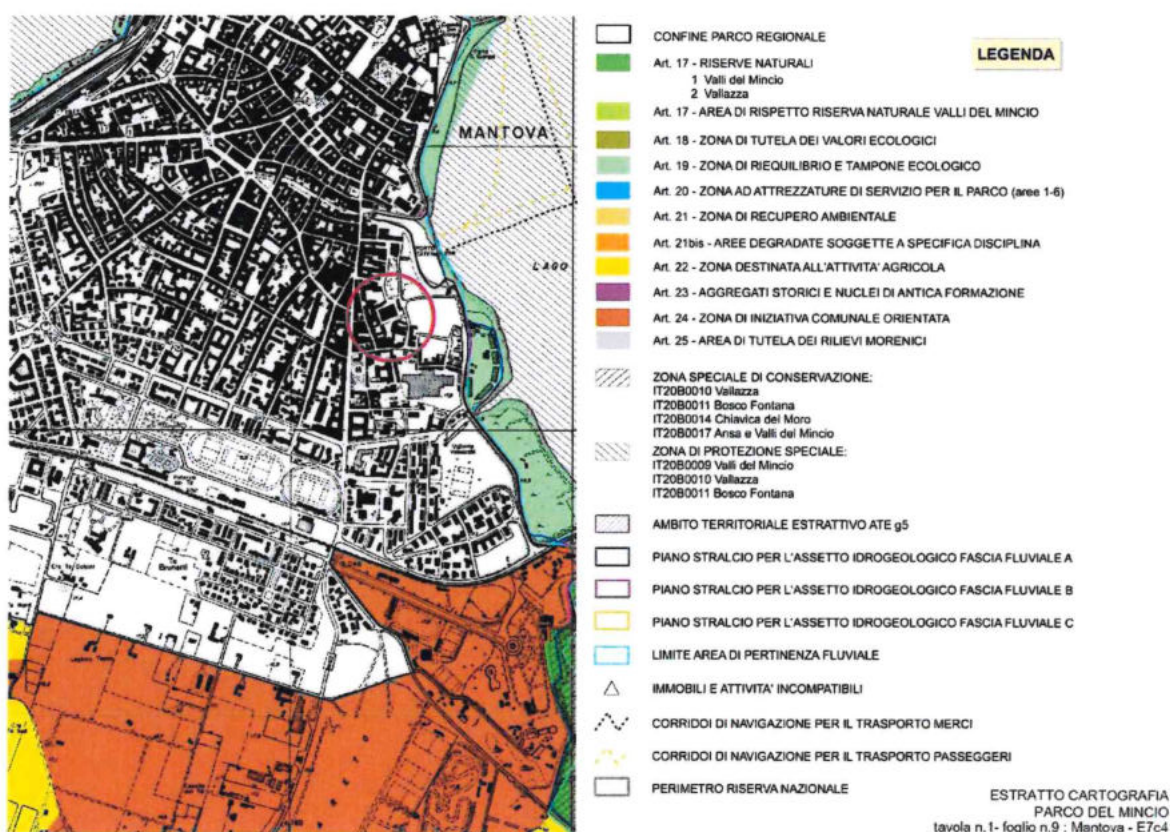 MANTOVA
LAGO
LEGENDA
CONFINE PARCO REGIONALE
Art. 17 - RISERVE NATURALI
1 Valli del Mincio
2 Vallazza
Art. 17 - AREA DI RISPETTO RISERVA NATURALE VALLI DEL MINCIO
Art. 18 - ZONA DI TUTELA DEI VALORI ECOLOGICI
Art. 19 - ZONA DI RIEQUILIBRIO E TAMPONE ECOLOGICO
Art. 20 - ZONA AD ATTREZZATURE DI SERVIZIO PER IL PARCO (aree 1-6)
Art. 21 - ZONA DI RECUPERO AMBIENTALE
Art. 21bis - AREE DEGRADATE SOGGETTE A SPECIFICA DISCIPLINA
Art. 22 - ZONA DESTINATA ALL'ATTIVITA' AGRICOLA
Art. 23 - AGGREGATI STORICI E NUCLEI DI ANTICA FORMAZIONE
Art. 24 - ZONA DI INIZIATIVA COMUNALE ORIENTATA
Art. 25 - AREA DI TUTELA DEI RILIEVI MORENICI
ZONA SPECIALE DI CONSERVAZIONE:
IT20B0010 Vallazza
IT20B0011 Bosco Fontana
IT20B0014 Chiavica del Moro
IT20B0017 Ansa e Valli del Mincio
ZONA DI PROTEZIONE SPECIALE:
IT20B0009 Valli del Mincio
IT20B0010 Vallazza
IT20B0011 Bosco Fontana
AMBITO TERRITORIALE ESTRATTIVO ATE g5
PIANO STRALCIO PER L'ASSETTO IDROGEOLOGICO FASCIA FLUVIALE A
PIANO STRALCIO PER L'ASSETTO IDROGEOLOGICO FASCIA FLUVIALE B
PIANO STRALCIO PER L'ASSETTO IDROGEOLOGICO FASCIA FLUVIALE C
LIMITE AREA DI PERTINENZA FLUVIALE
IMMOBILI E ATTIVITA' INCOMPATIBILI
CORRIDOI DI NAVIGAZIONE PER IL TRASPORTO MERCI
CORRIDOI DI NAVIGAZIONE PER IL TRASPORTO PASSEGGERI
PERIMETRO RISERVA NAZIONALE
ESTRATTO CARTOGRAFIA
PARCO DEL MINCIO
tavola n.1- foglio n.9 : Mantova - E7c4